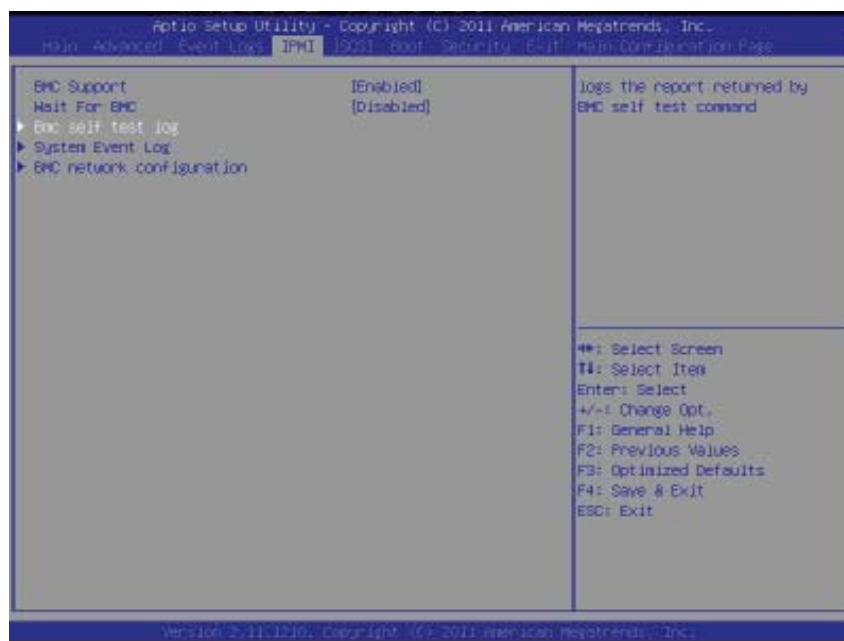 Aptio Setup Utility - Copyright (C) 2011 American Megatrends, Inc.
Main Advanced Event Logs IPMI iSCSI Boot Security Exit Main Configuration Page
BMC Support [Enabled]
Wait For BMC [Disabled]
Bmc self test log
System Event Log
BMC network configuration
logs the report returned by
BMC self test command
↔: Select Screen
↑↓: Select Item
Enter: Select
+/-: Change Opt.
F1: General Help
F2: Previous Values
F3: Optimized Defaults
F4: Save & Exit
ESC: Exit
Version 2.11.1210. Copyright (C) 2011 American Megatrends, Inc.